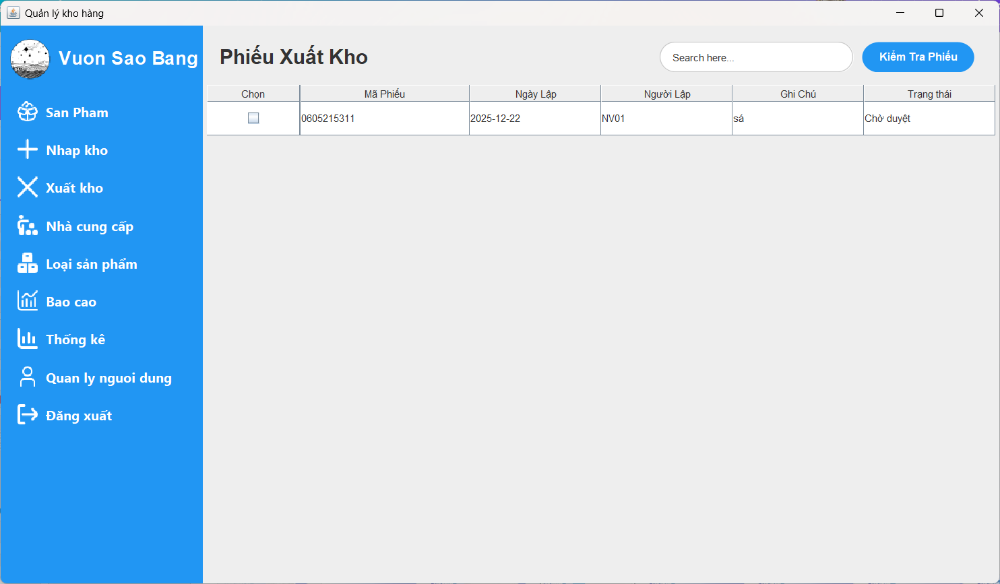 Quản lý kho hàng
Vuon Sao Bang
San Pham
Nhap kho
Xuất kho
Nhà cung cấp
Loại sản phẩm
Bao cao
Thống kê
Quan ly nguoi dung
Đăng xuất
Phiếu Xuất Kho
Search here...
Kiểm Tra Phiếu
Chọn Mã Phiếu Ngày Lập Người Lập Ghi Chú Trạng thái
0605215311 2025-12-22 NV01 sá Chờ duyệt